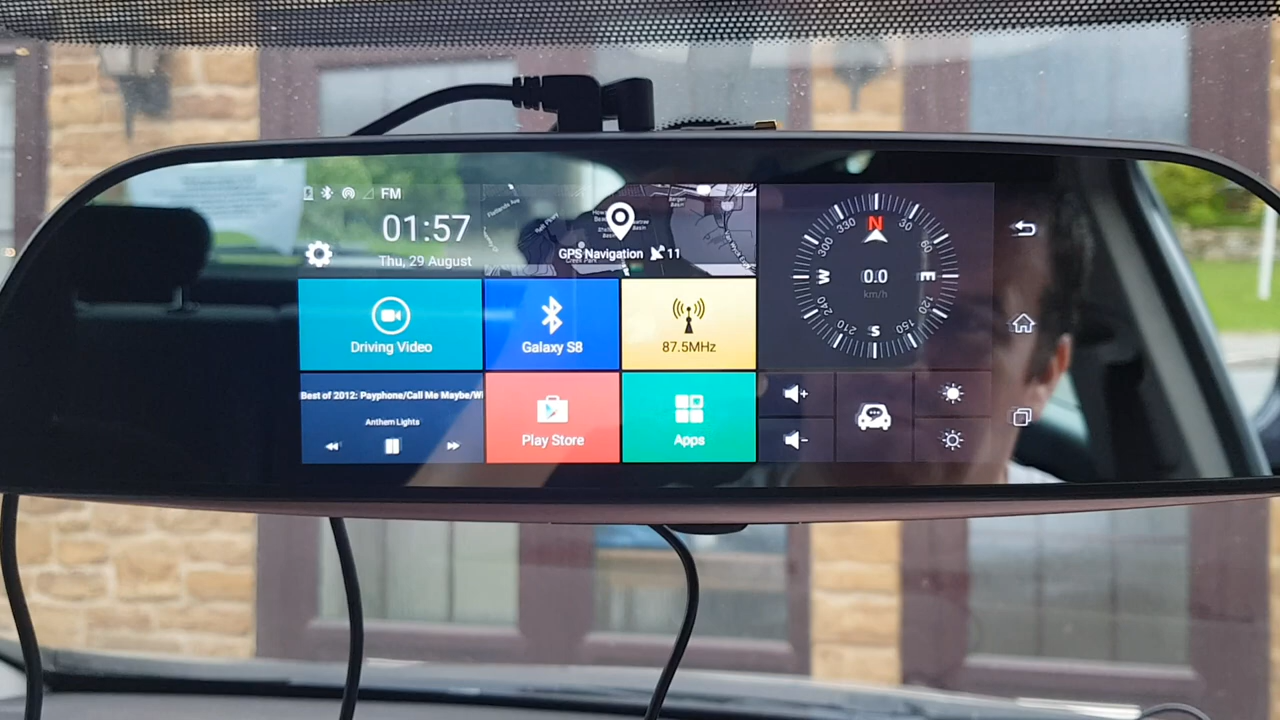 FM
01:57
Thu, 29 August
GPS Navigation 11
Driving Video
Galaxy S8
87.5MHz
Best of 2012: Payphone/Call Me Maybe/Wi
Anthem Lights
Play Store
Apps
N
30
60
E
120
150
S
210
240
W
300
330
0.0
km/h